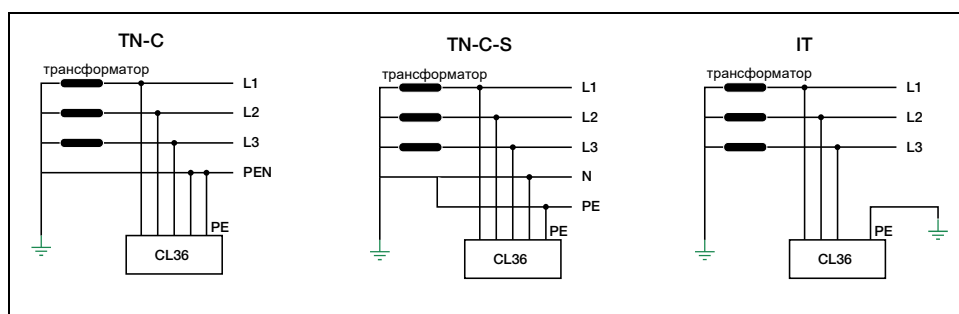 TN-C
трансформатор
L1
L2
L3
PEN
PE
CL36
TN-C-S
трансформатор
L1
L2
L3
N
PE
PE
CL36
IT
трансформатор
L1
L2
L3
PE
CL36